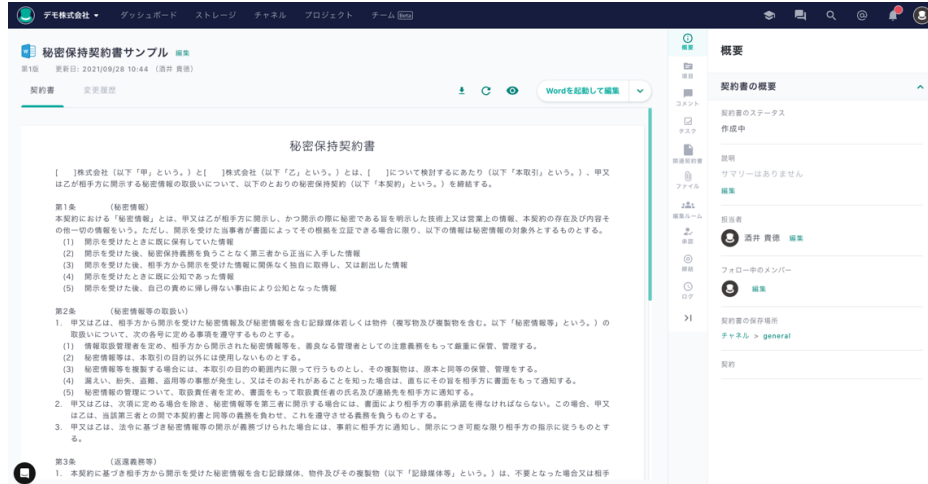 デモ株式会社
ダッシュボード ストレージ チャネル プロジェクト チーム Beta
秘密保持契約書サンプル 編集
第1版 更新日: 2021/09/28 10:44 (酒井 貴徳)
契約書 変更履歴
Wordを起動して編集
秘密保持契約書
[ ]株式会社(以下「甲」という。)と[ ]株式会社(以下「乙」という。)とは、[ ]について検討するにあたり(以下「本取引」という。)、甲又
は乙が相手方に開示する秘密情報の取扱いについて、以下のとおりの秘密保持契約(以下「本契約」という。)を締結する。
第1条 (秘密情報)
本契約における「秘密情報」とは、甲又は乙が相手方に開示し、かつ開示の際に秘密である旨を明示した技術上又は営業上の情報、本契約の存在及び内容そ
の他一切の情報をいう。ただし、開示を受けた当事者が書面によってその根拠を立証できる場合に限り、以下の情報は秘密情報の対象外とするものとする。
(1) 開示を受けたときに既に保有していた情報
(2) 開示を受けた後、秘密保持義務を負うことなく第三者から正当に入手した情報
(3) 開示を受けた後、相手方から開示を受けた情報に関係なく独自に取得し、又は創出した情報
(4) 開示を受けたときに既に公知であった情報
(5) 開示を受けた後、自己の責めに帰し得ない事由により公知となった情報
第2条 (秘密情報等の取扱い)
1. 甲又は乙は、相手方から開示を受けた秘密情報及び秘密情報を含む記録媒体若しくは物件(複写物及び複製物を含む。以下「秘密情報等」という。)の
取扱いについて、次の各号に定める事項を遵守するものとする。
(1) 情報取扱管理者を定め、相手方から開示された秘密情報等を、善良なる管理者としての注意義務をもって厳重に保管、管理する。
(2) 秘密情報等は、本取引の目的以外には使用しないものとする。
(3) 秘密情報等を複製する場合には、本取引の目的の範囲内に限って行うものとし、その複製物は、原本と同等の保管、管理をする。
(4) 漏えい、紛失、盗難、盗用等の事態が発生し、又はそのおそれがあることを知った場合は、直ちにその旨を相手方に書面をもって通知する。
(5) 秘密情報の管理について、取扱責任者を定め、書面をもって取扱責任者の氏名及び連絡先を相手方に通知する。
2. 甲又は乙は、次項に定める場合を除き、秘密情報等を第三者に開示する場合には、書面により相手方の事前承諾を得なければならない。この場合、甲又
は乙は、当該第三者との間で本契約書と同等の義務を負わせ、これを遵守させる義務を負うものとする。
3. 甲又は乙は、法令に基づき秘密情報等の開示が義務づけられた場合には、事前に相手方に通知し、開示につき可能な限り相手方の指示に従うものとす
る。
第3条 (返還義務等)
1. 本契約に基づき相手方から開示を受けた秘密情報を含む記録媒体、物件及びその複製物(以下「記録媒体等」という。)は、不要となった場合又は相手
概要
項目
コメント
タスク
関連契約書
ファイル
編集ルーム
承認
締結
ログ
概要
契約書の概要
契約書のステータス
作成中
説明
サマリーはありません
編集
担当者
酒井 貴徳 編集
フォロー中のメンバー
編集
契約書の保存場所
チャネル > general
契約